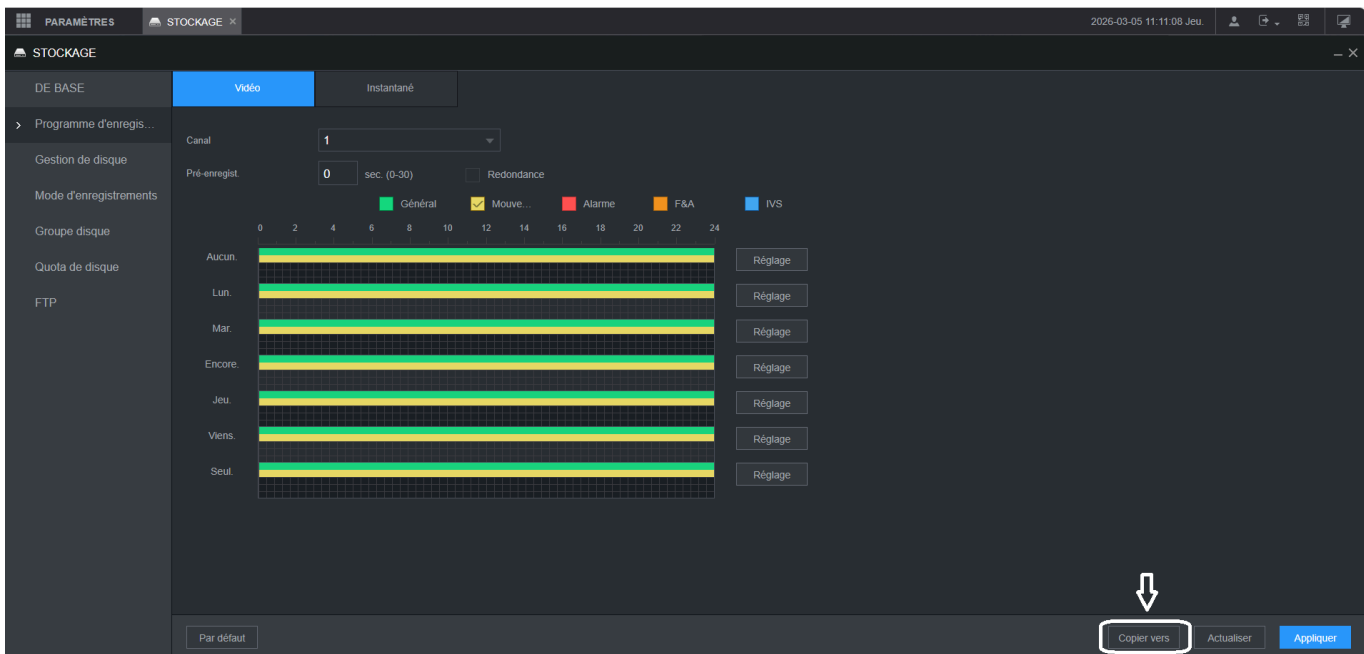 PARAMÈTRES STOCKAGE × 2026-03-05 11:11:08 Jeu.
STOCKAGE
DE BASE
Programme d'enregis...
Gestion de disque
Mode d'enregistrements
Groupe disque
Quota de disque
FTP
Vidéo Instantané
Canal 1
Pré-enregist. 0 sec. (0-30) Redondance
Général Mouve... Alarme F&A IVS
0 2 4 6 8 10 12 14 16 18 20 22 24
Aucun. Réglage
Lun. Réglage
Mar. Réglage
Encore. Réglage
Jeu. Réglage
Viens. Réglage
Seul. Réglage
Par défaut Copier vers Actualiser Appliquer